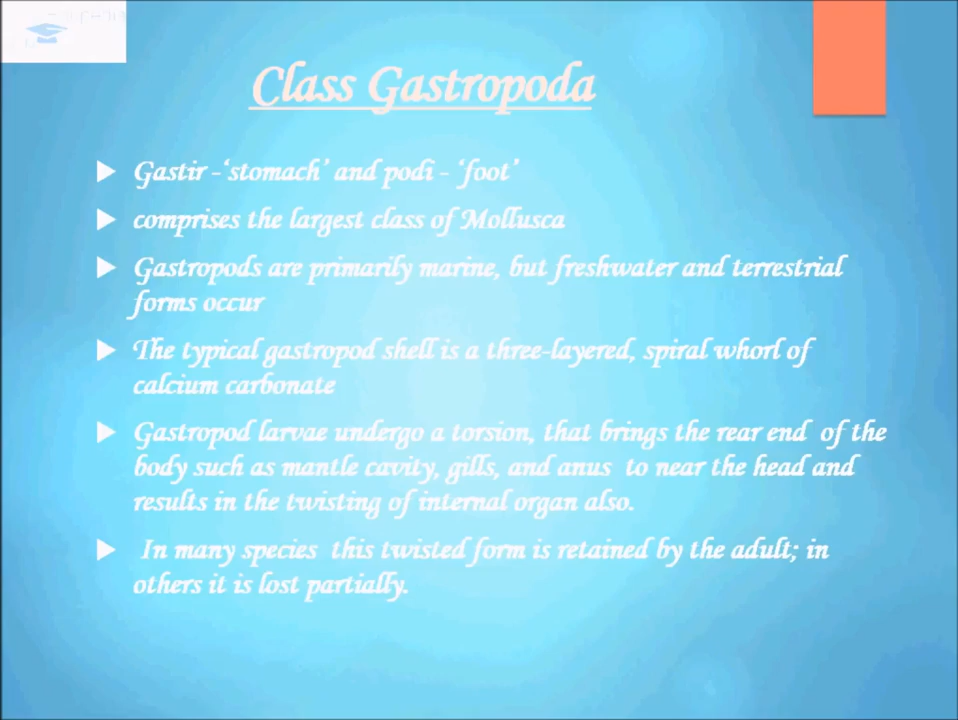 Class Gastropoda
Gastir -‘stomach’ and podi - ‘foot’
comprises the largest class of Mollusca
Gastropods are primarily marine, but freshwater and terrestrial
forms occur
The typical gastropod shell is a three-layered, spiral whorl of
calcium carbonate
Gastropod larvae undergo a torsion, that brings the rear end of the
body such as mantle cavity, gills, and anus to near the head and
results in the twisting of internal organ also.
In many species this twisted form is retained by the adult; in
others it is lost partially.